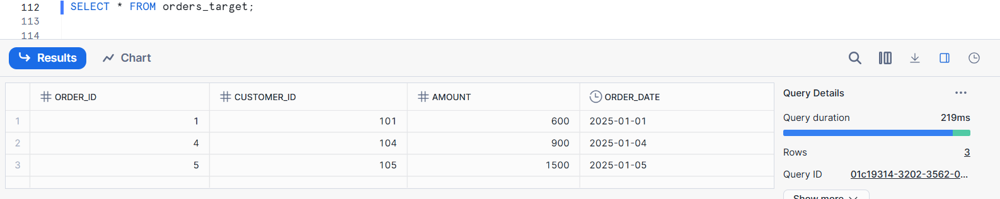 112 SELECT * FROM orders_target;
113
114
Results Chart
ORDER_ID CUSTOMER_ID AMOUNT ORDER_DATE
1 1 101 600 2025-01-01
2 4 104 900 2025-01-04
3 5 105 1500 2025-01-05
Query Details ...
Query duration 219ms
Rows 3
Query ID 01c19314-3202-3562-0...
Show more